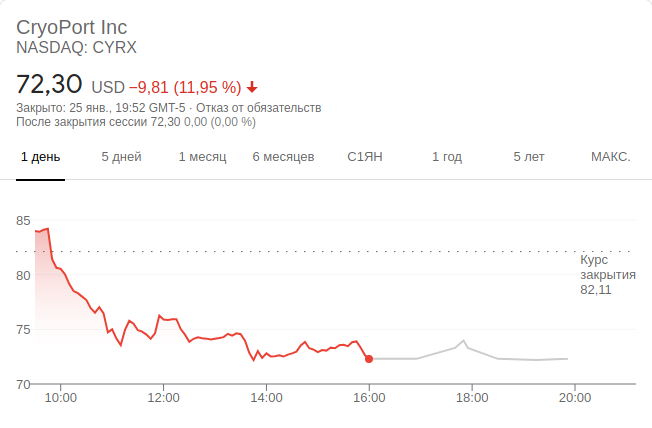 CryoPort Inc
NASDAQ: CYRX
72,30 USD −9,81 (11,95 %)
Закрыто: 25 янв., 19:52 GMT-5 · Отказ от обязательств
После закрытия сессии 72,30 0,00 (0,00 %)
1 день 5 дней 1 месяц 6 месяцев С1ЯН 1 год 5 лет МАКС.
85
80
75
70
Курс
закрытия
82,11
10:00 12:00 14:00 16:00 18:00 20:00